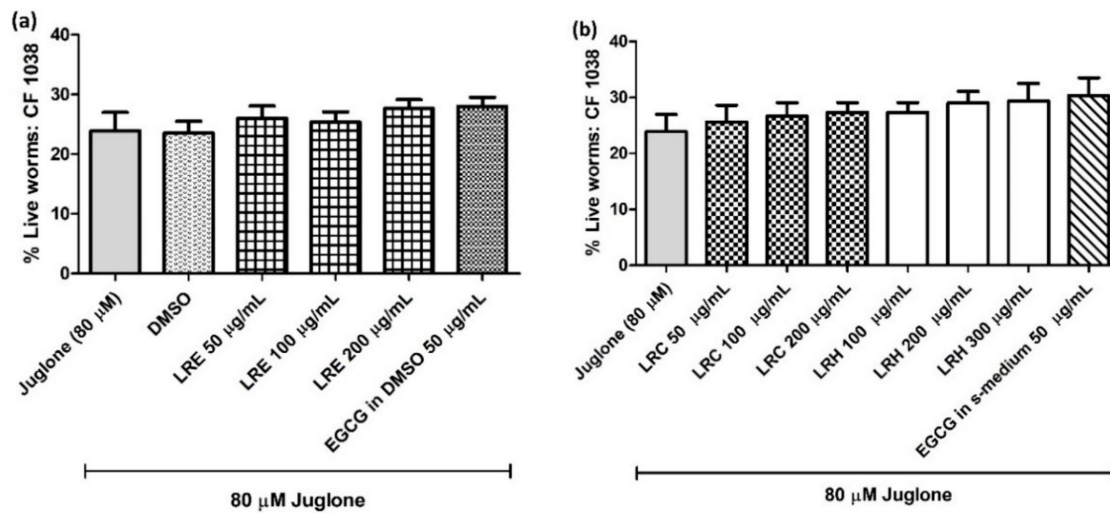 (a)
% Live worms: CF 1038
40
30
20
10
0
Juglone (80 μM)
DMSO
LRE 50 μg/mL
LRE 100 μg/mL
LRE 200 μg/mL
EGCG in DMSO 50 μg/mL
80 μM Juglone
(b)
% Live worms: CF 1038
40
30
20
10
0
Juglone (80 μM)
LRC 50 μg/mL
LRC 100 μg/mL
LRC 200 μg/mL
LRH 100 μg/mL
LRH 200 μg/mL
LRH 300 μg/mL
EGCG in s-medium 50 μg/mL
80 μM Juglone